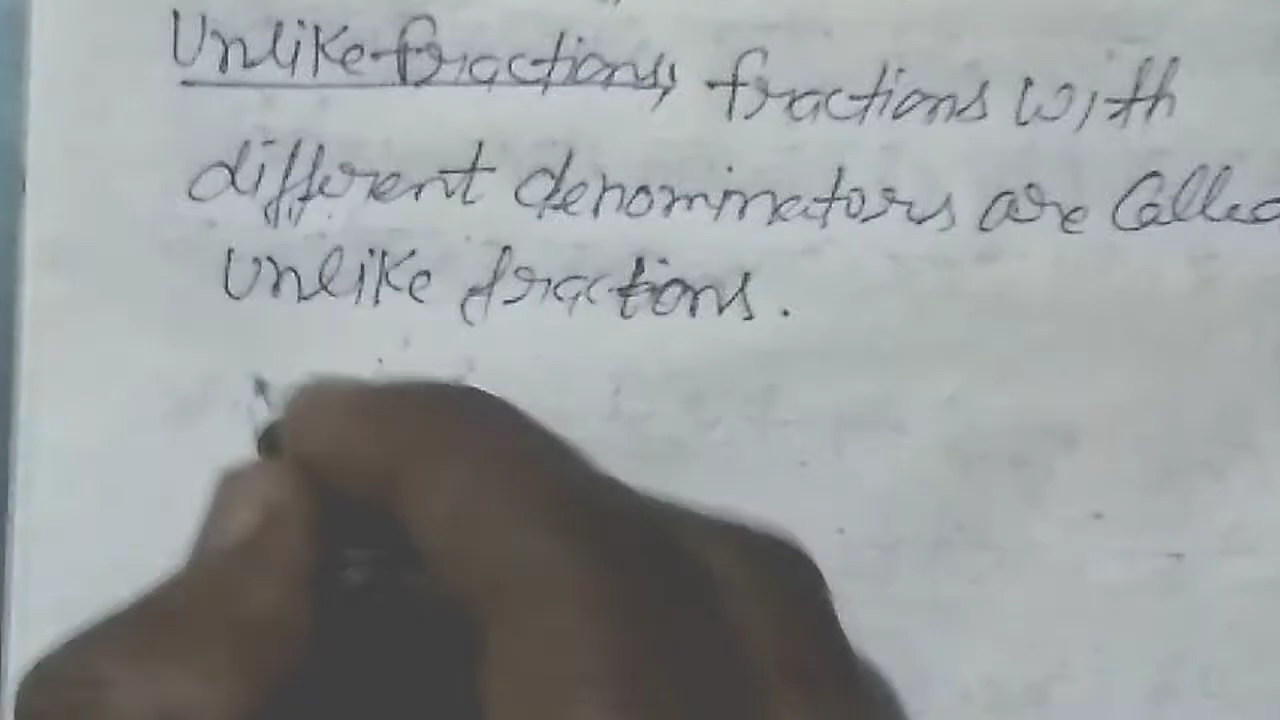 Unlike fractions, fractions with
different denominators are Called
Unlike fractions.